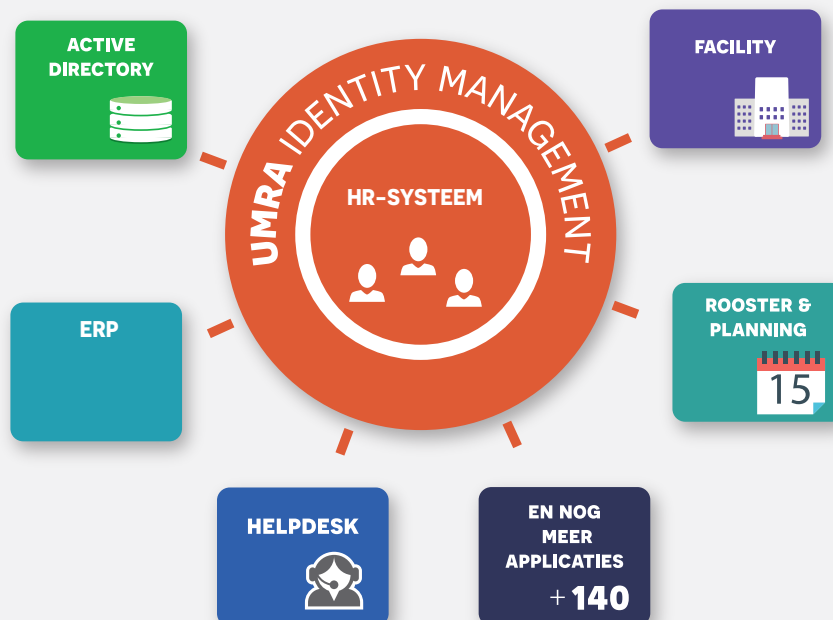 ACTIVE
DIRECTORY
UMRA IDENTITY MANAGEMENT
HR-SYSTEEM
FACILITY
ERP
ROOSTER &
PLANNING
15
HELPDESK
EN NOG
MEER
APPLICATIES
+ 140